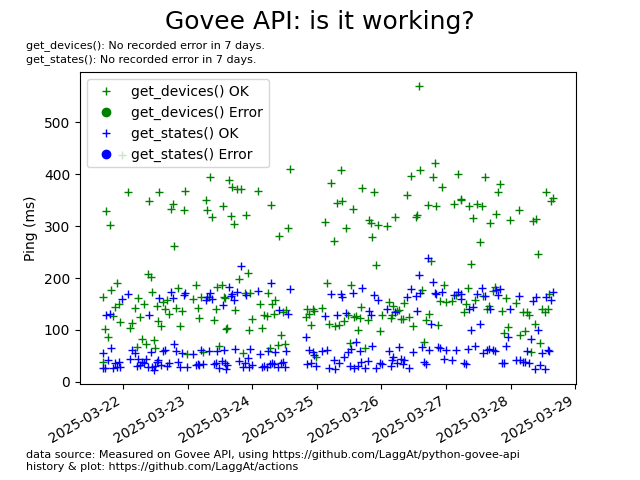 Govee API: is it working?
get_devices(): No recorded error in 7 days.
get_states(): No recorded error in 7 days.
get_devices() OK
get_devices() Error
get_states() OK
get_states() Error
Ping (ms)
500
400
300
200
100
0
2025-03-22
2025-03-23
2025-03-24
2025-03-25
2025-03-26
2025-03-27
2025-03-28
2025-03-29
data source: Measured on Govee API, using https://github.com/LaggAt/python-govee-api
history & plot: https://github.com/LaggAt/actions